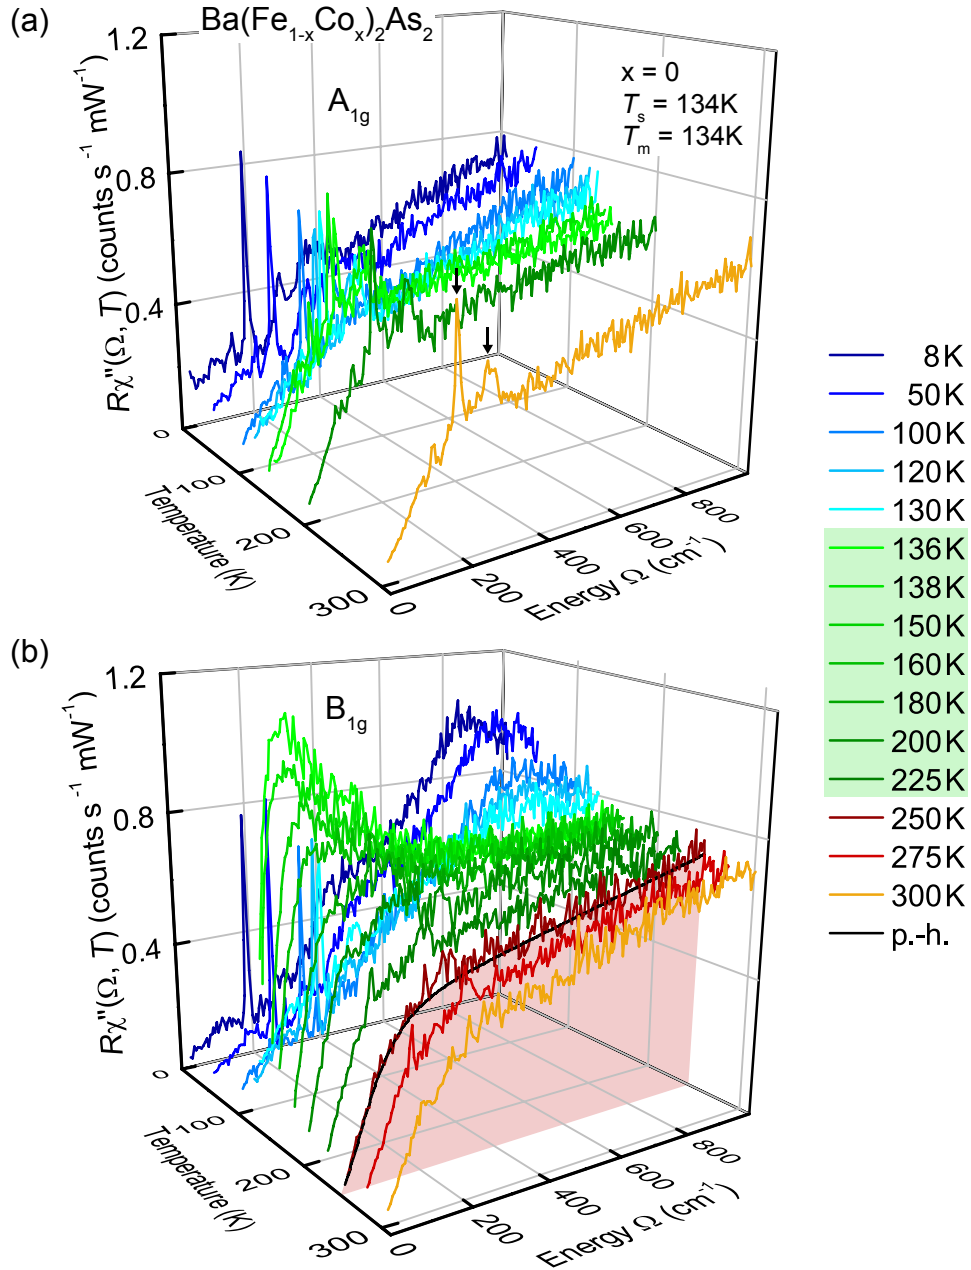 (a)
Ba(Fe1-xCox)2As2
A1g
x = 0
Ts = 134K
Tm = 134K
1.2
0.8
0.4
0
100
200
300
0
200
400
600
800
Rχ''(Ω, T) (counts s-1 mW-1)
Temperature (K)
Energy Ω (cm-1)
8K
50K
100K
120K
130K
136K
138K
150K
160K
180K
200K
225K
250K
275K
300K
p.-h.
(b)
B1g
1.2
0.8
0.4
0
100
200
300
0
200
400
600
800
Rχ''(Ω, T) (counts s-1 mW-1)
Temperature (K)
Energy Ω (cm-1)